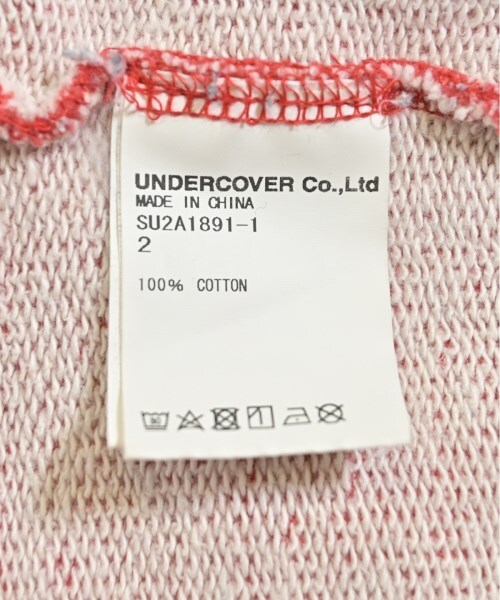 UNDERCOVER Co.,Ltd
MADE IN CHINA
SU2A1891-1
2
100% COTTON